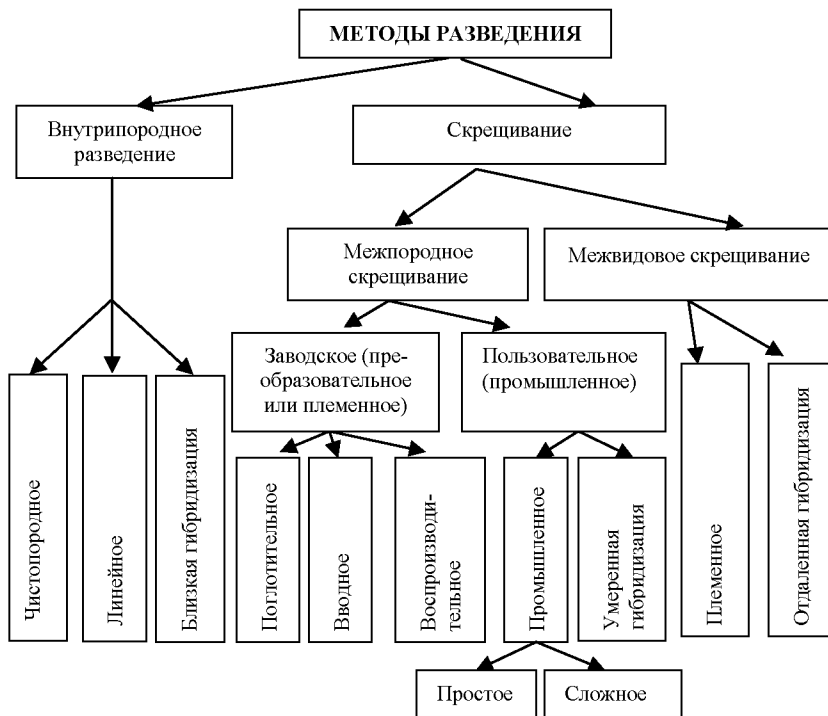 МЕТОДЫ РАЗВЕДЕНИЯ
Внутрипородное
разведение
Скрещивание
Межпородное
скрещивание
Межвидовое скрещивание
Заводское (пре-
образовательное
или племенное)
Пользовательное
(промышленное)
Чистопородное
Линейное
Близкая гибридизация
Поглотительное
Вводное
Воспроизводи-
тельное
Промышленное
Умеренная
гибридизация
Племенное
Отдаленная гибридизация
Простое
Сложное